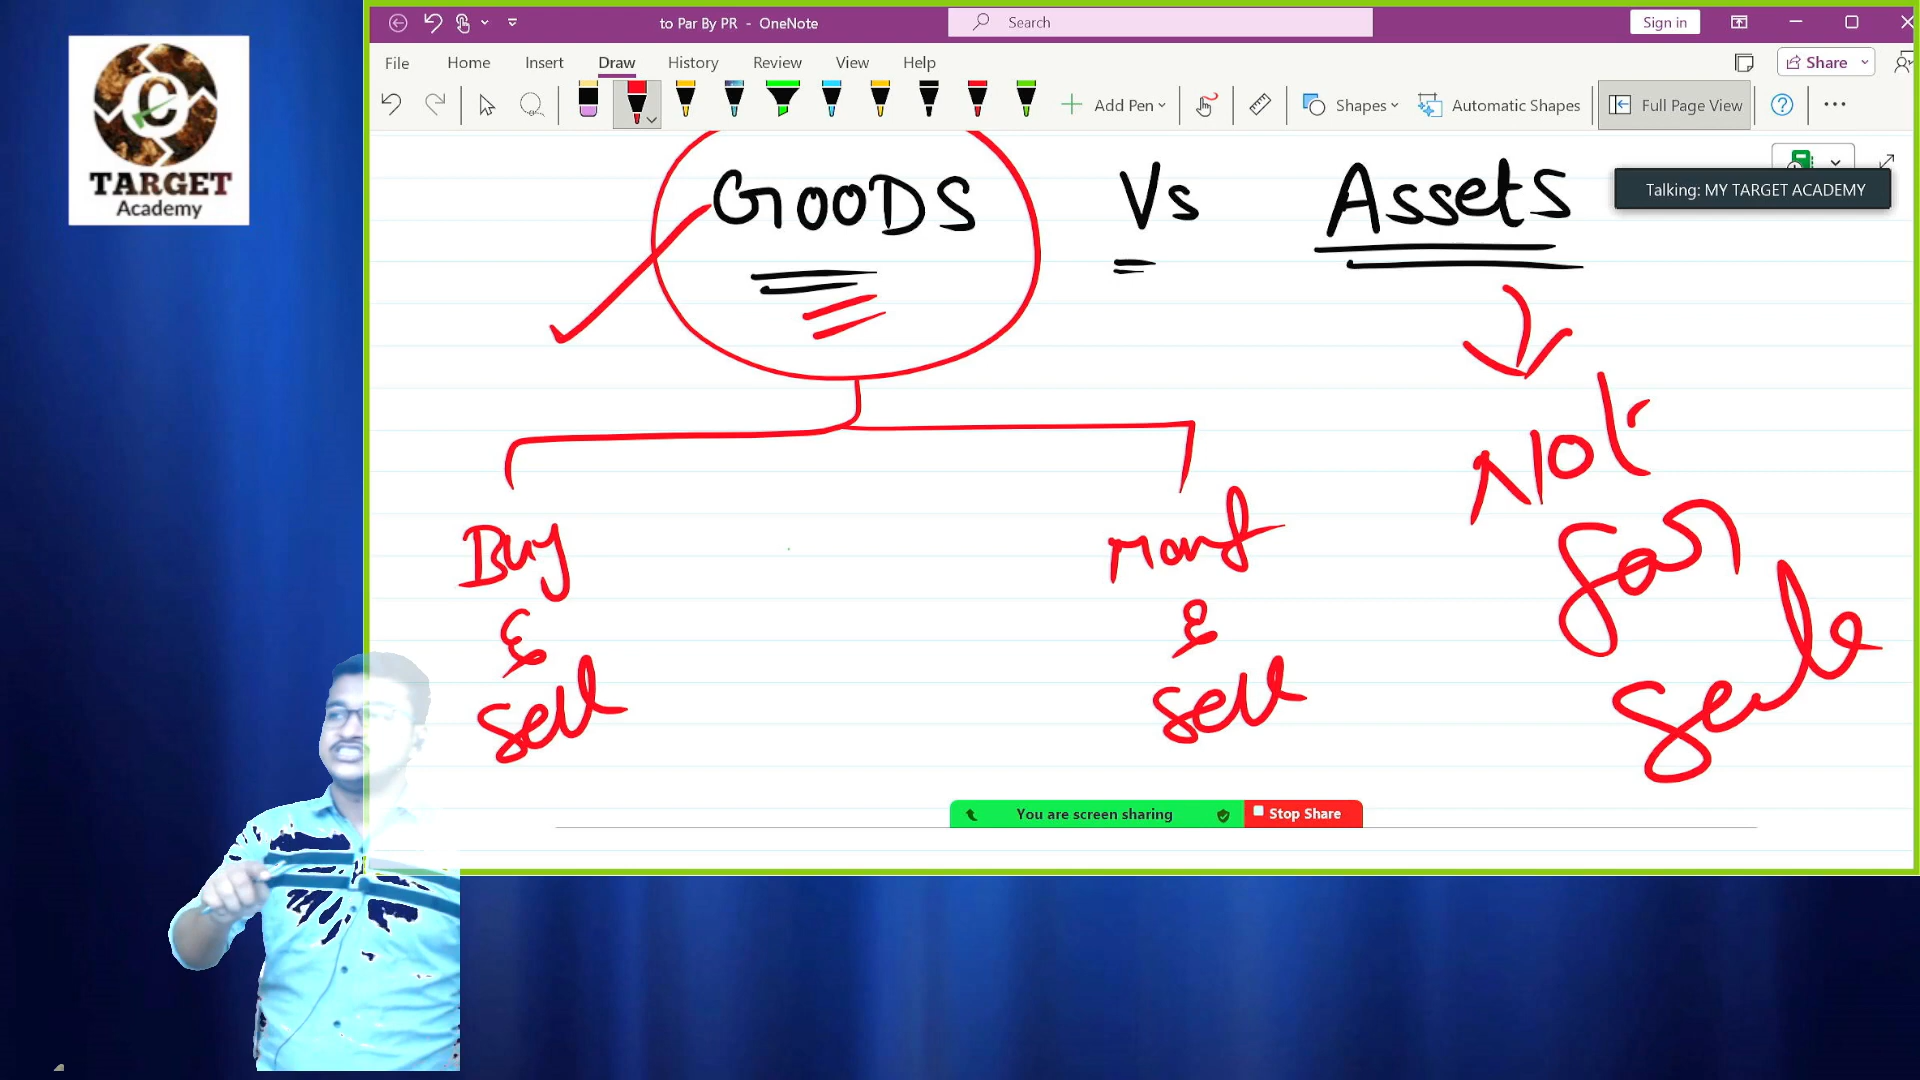 to Par By PR - OneNote
Search
Sign in
File Home Insert Draw History Review View Help
Share
Add Pen
Shapes
Automatic Shapes
Full Page View
Talking: MY TARGET ACADEMY
C
TARGET
Academy
GOODS Vs Assets
Not
for
sale
Buy
&
Sell
Manf
&
Sell
You are screen sharing
Stop Share